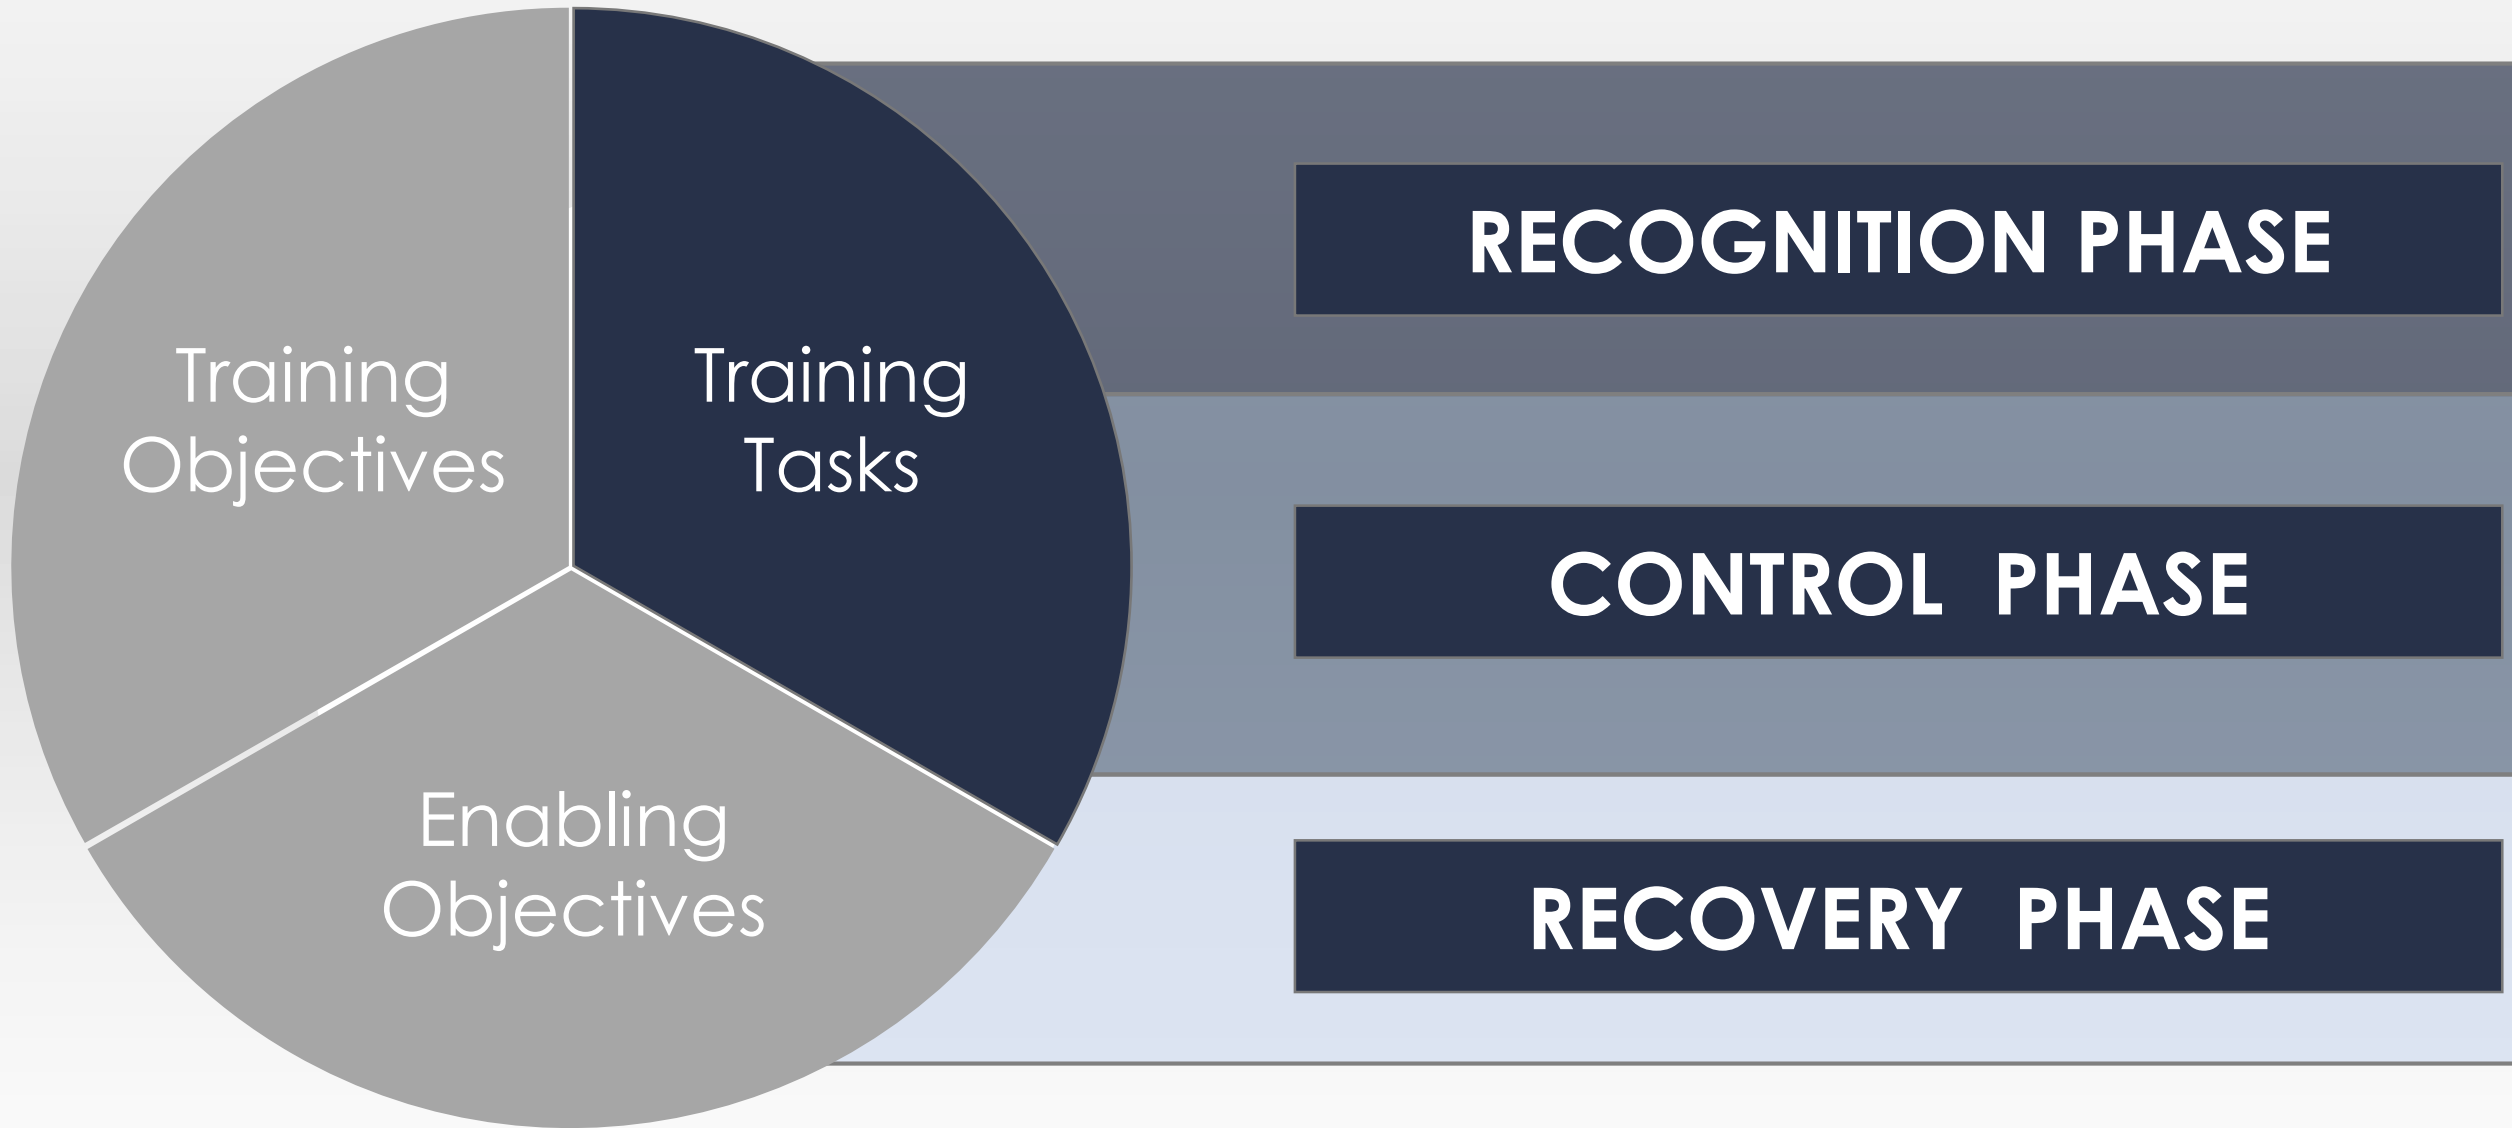 Training
Objectives
Training
Tasks
Enabling
Objectives
RECOGNITION PHASE
CONTROL PHASE
RECOVERY PHASE